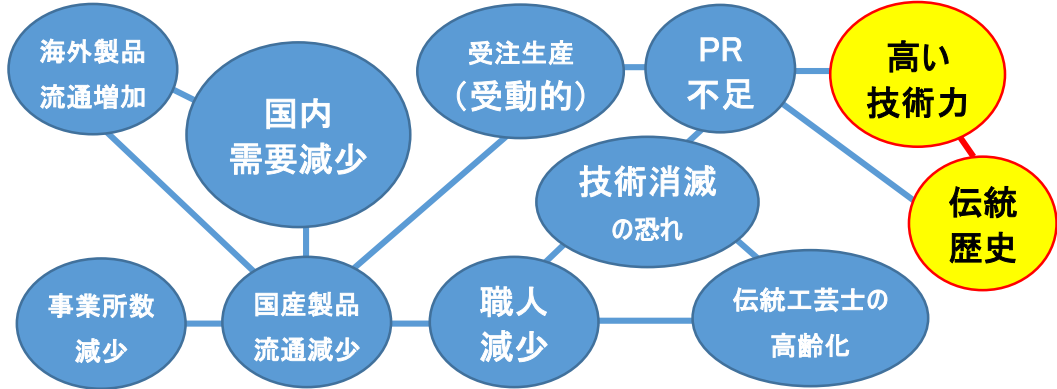 海外製品
流通増加
国内
需要減少
受注生産
（受動的）
PR
不足
高い
技術力
技術消滅
の恐れ
伝統
歴史
事業所数
減少
国産製品
流通減少
職人
減少
伝統工芸士の
高齢化